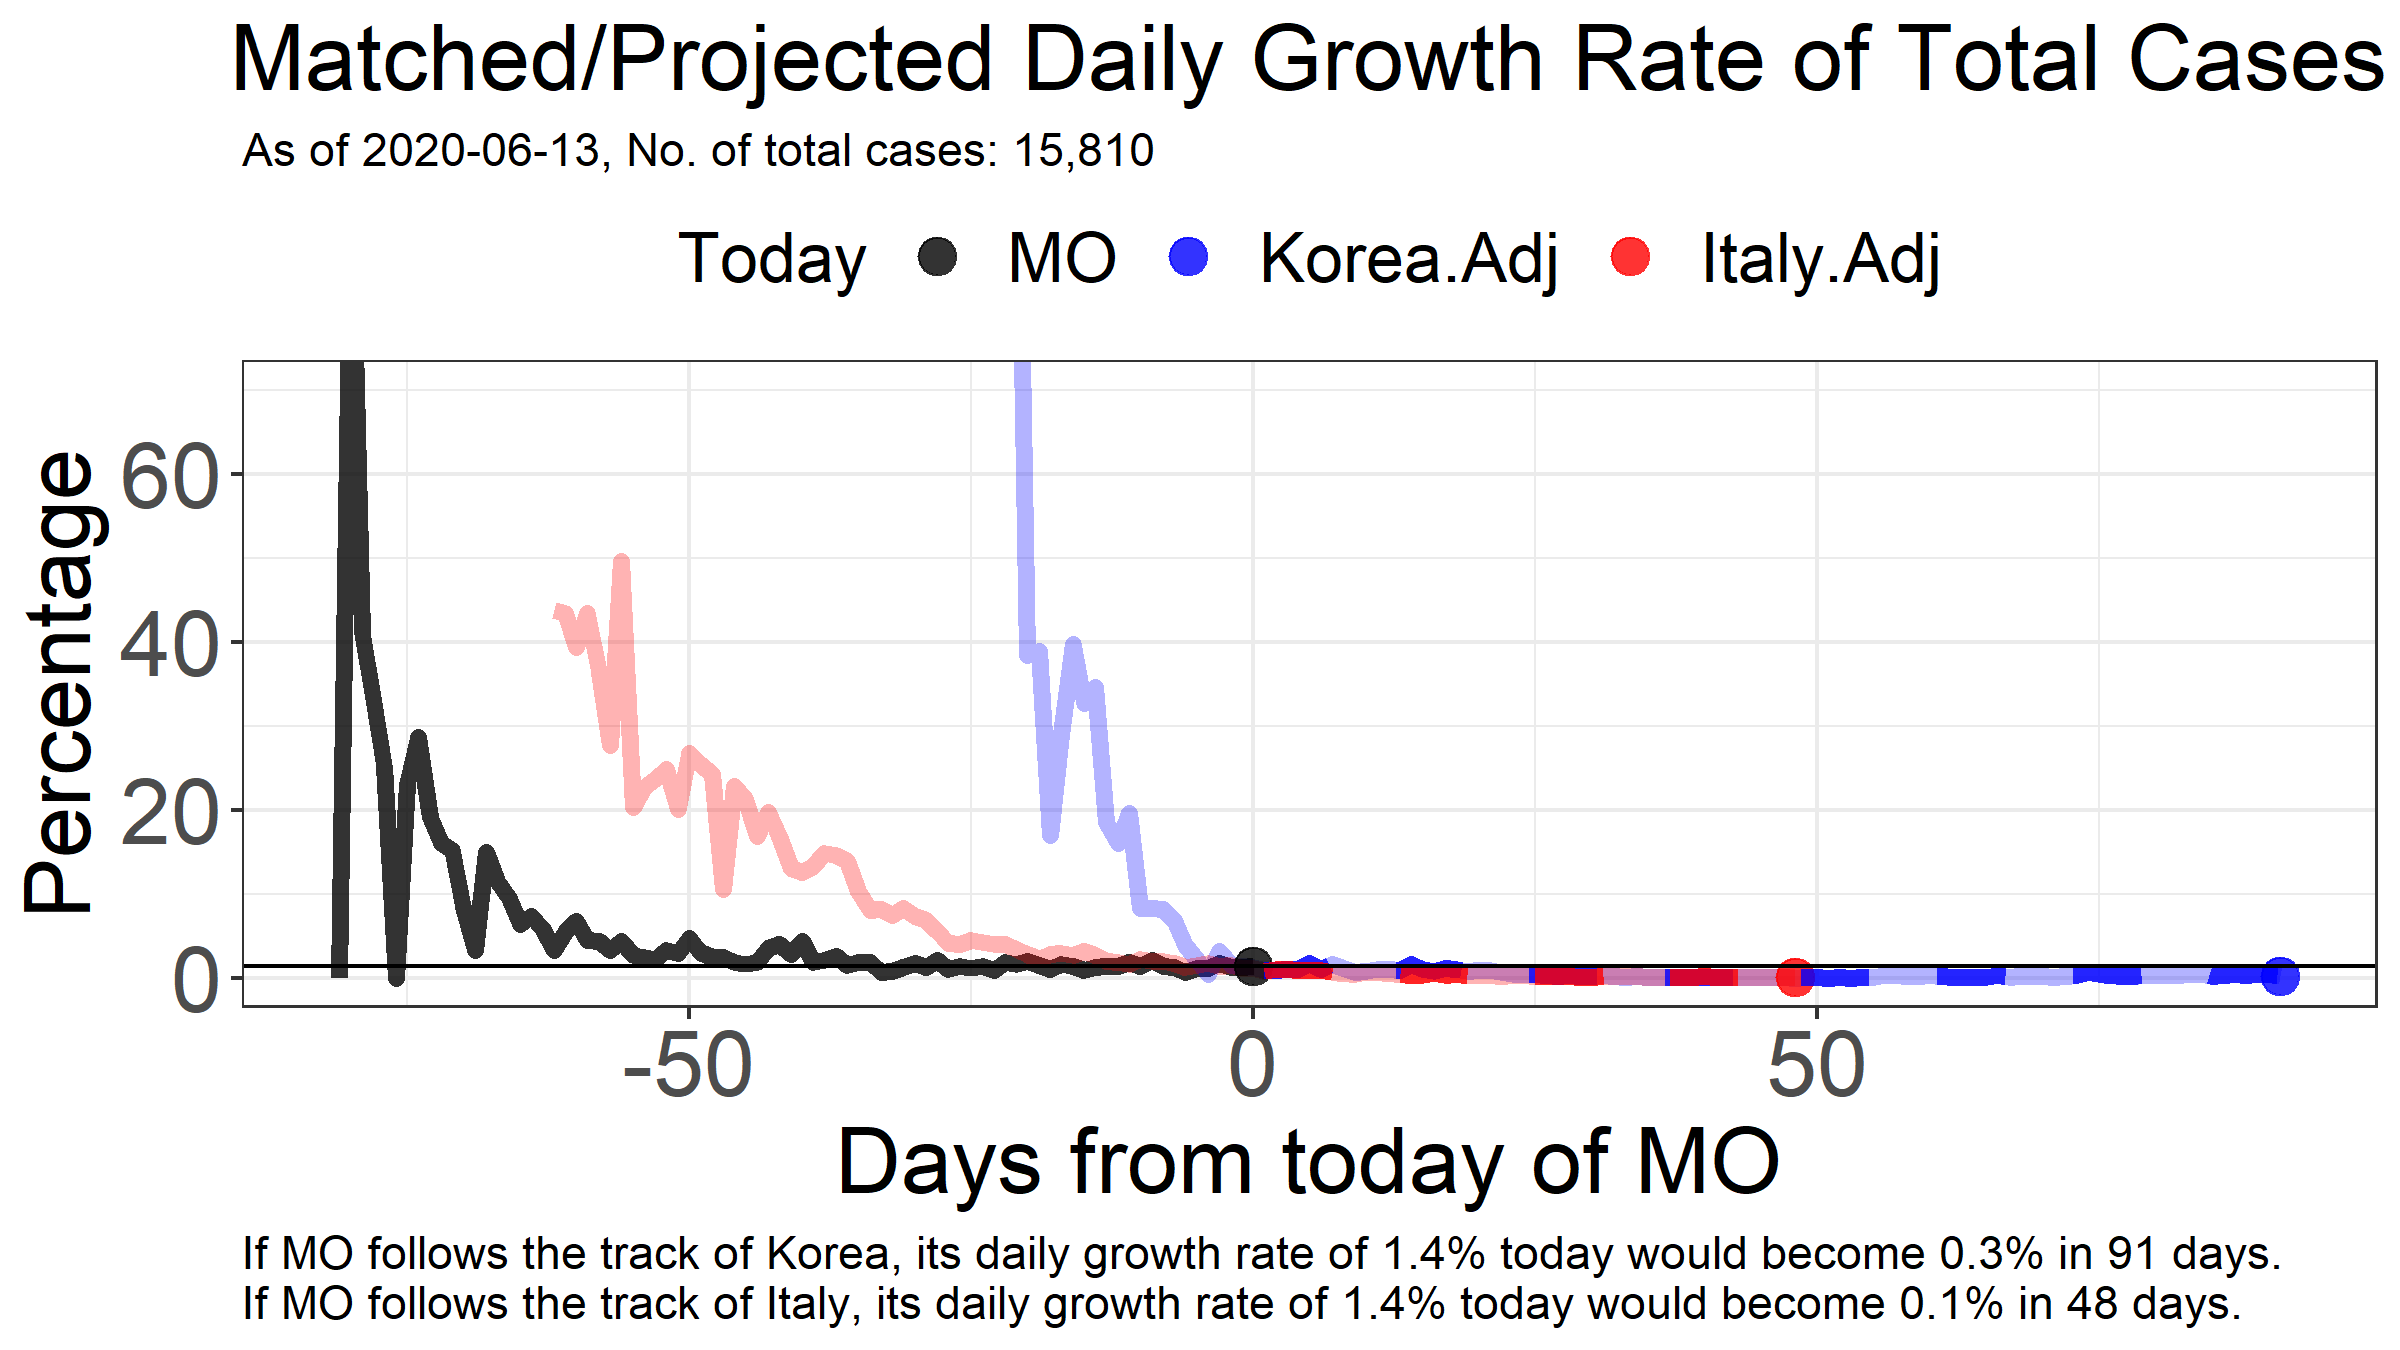 Matched/Projected Daily Growth Rate of Total Cases
As of 2020-06-13, No. of total cases: 15,810
Today MO Korea.Adj Italy.Adj
Percentage
60
40
20
0
-50 0 50
Days from today of MO
If MO follows the track of Korea, its daily growth rate of 1.4% today would become 0.3% in 91 days.
If MO follows the track of Italy, its daily growth rate of 1.4% today would become 0.1% in 48 days.